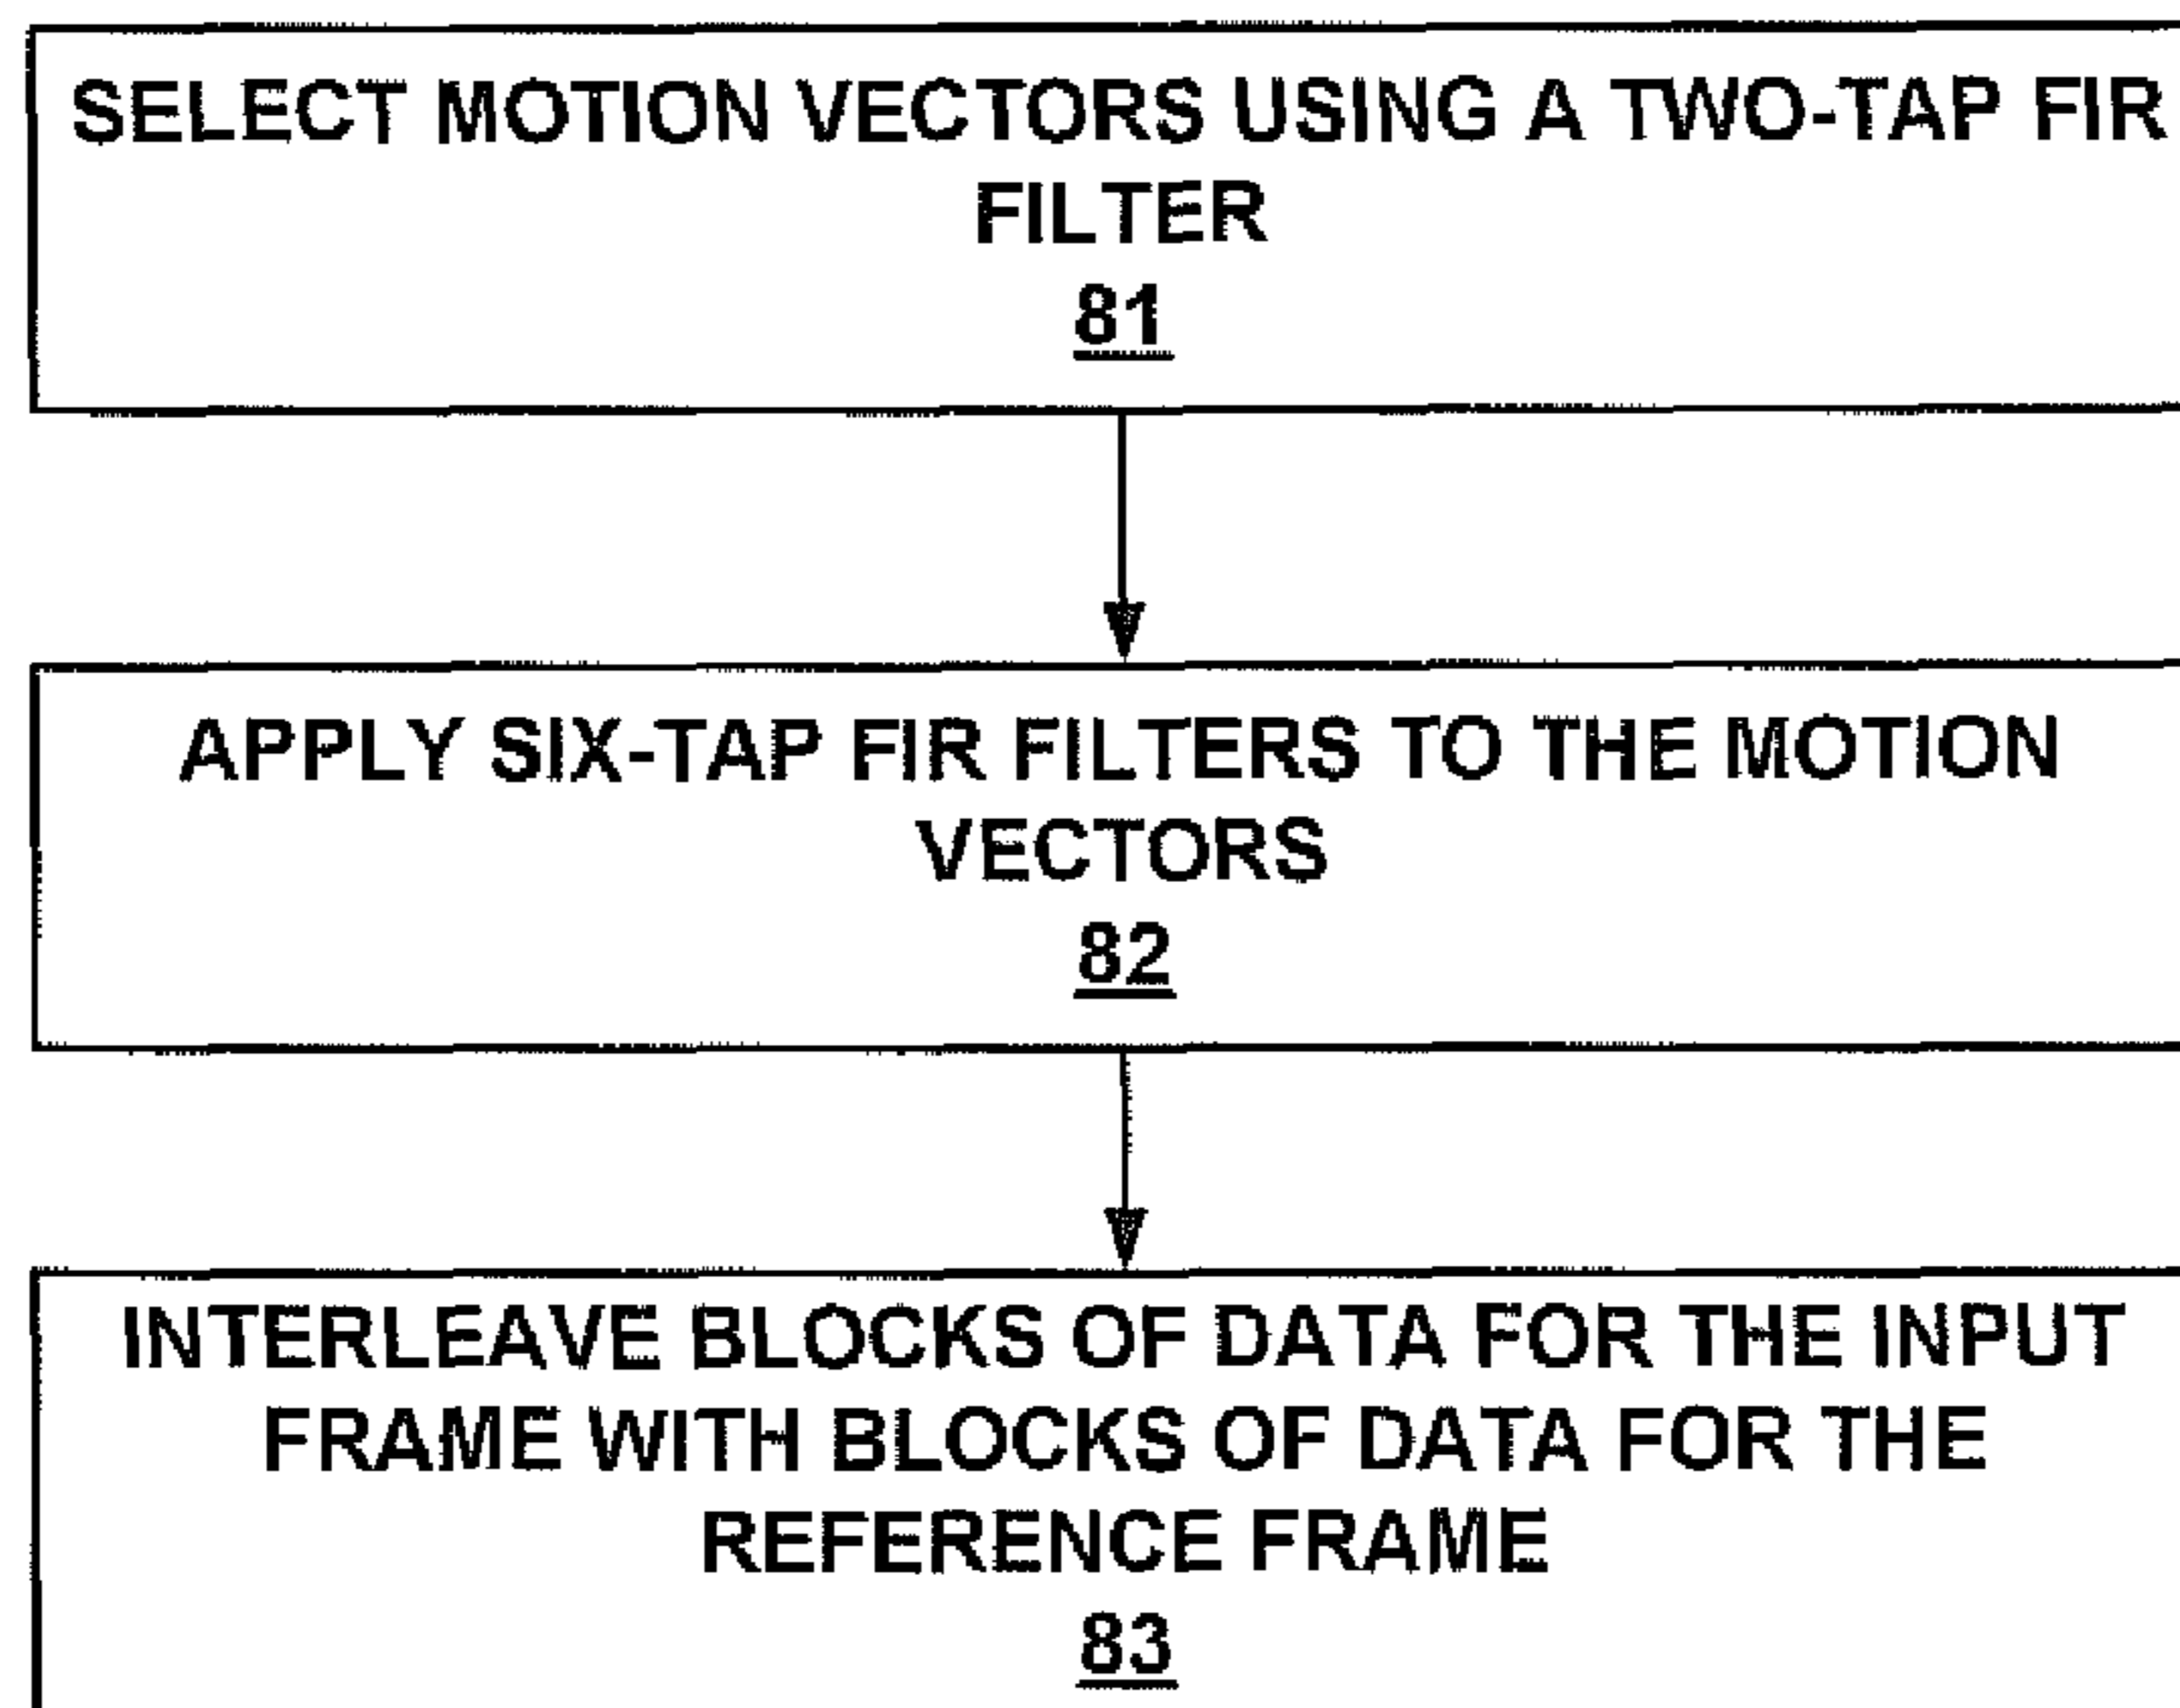 SELECT MOTION VECTORS USING A TWO-TAP FIR
FILTER
81
APPLY SIX-TAP FIR FILTERS TO THE MOTION
VECTORS
82
INTERLEAVE BLOCKS OF DATA FOR THE INPUT
FRAME WITH BLOCKS OF DATA FOR THE
REFERENCE FRAME
83